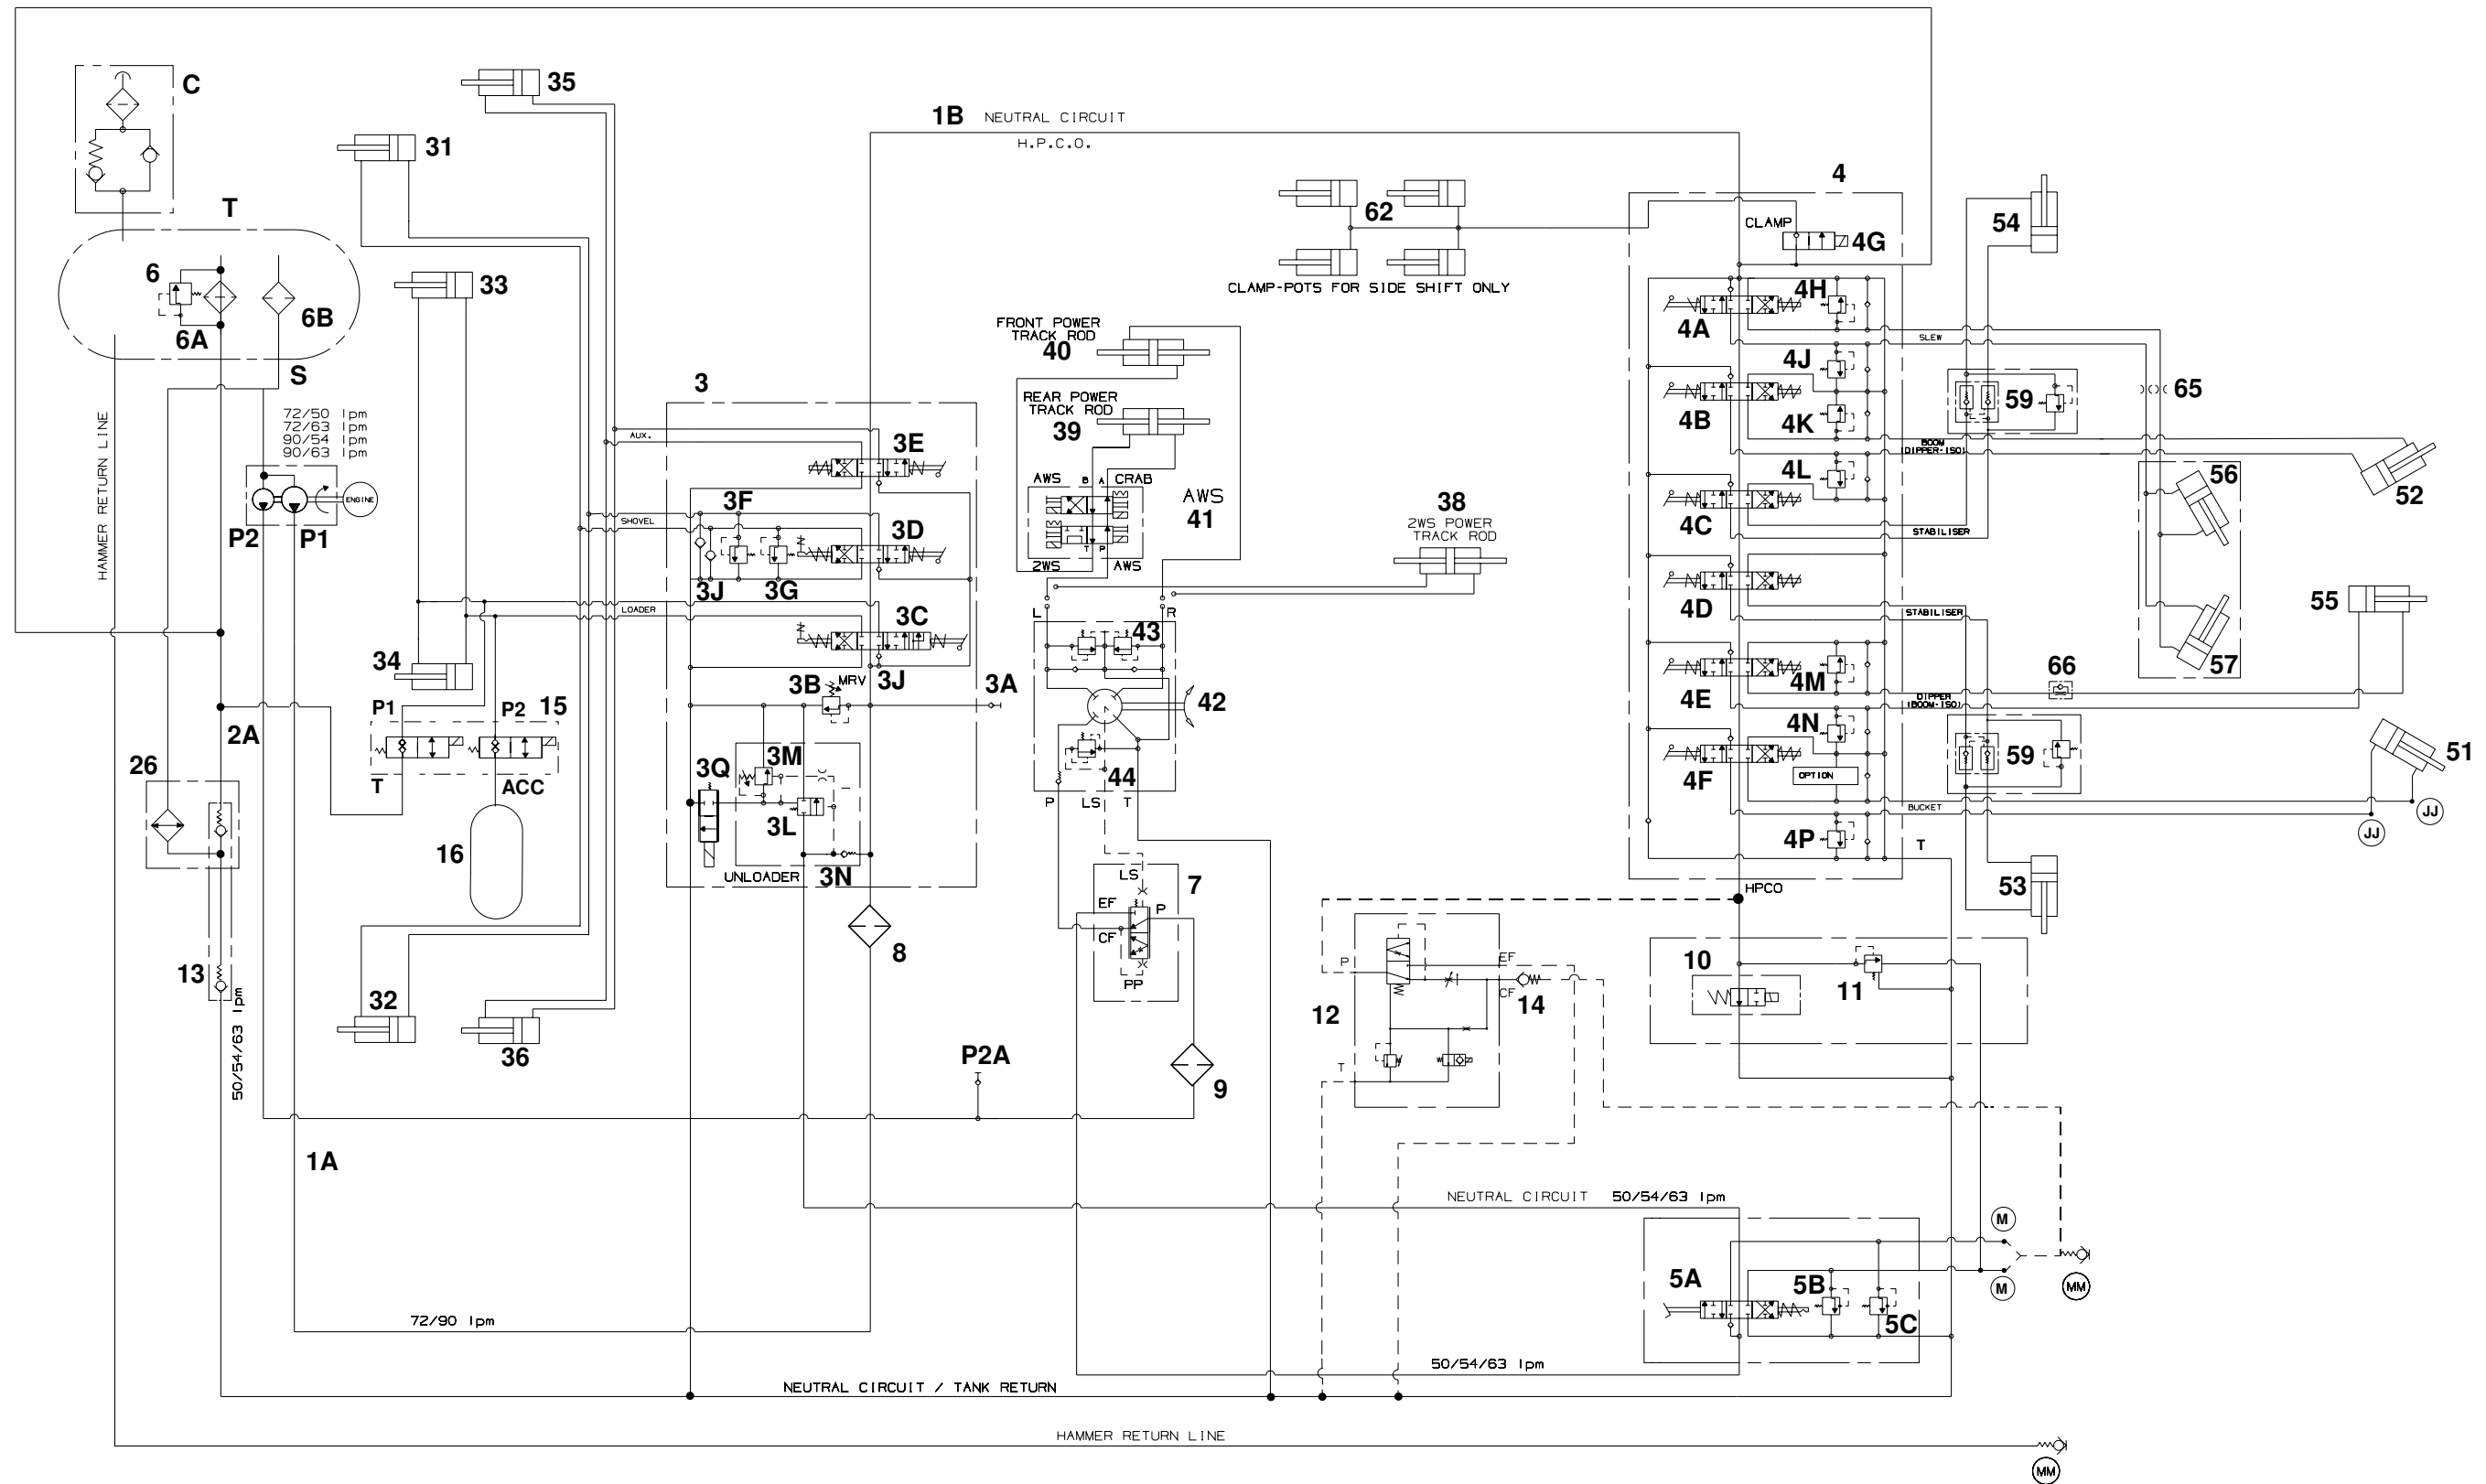 C
35
31
1B NEUTRAL CIRCUIT
H.P.C.O.
T
6
6A
6B
S
33
62
CLAMP-POTS FOR SIDE SHIFT ONLY
4
CLAMP
4G
54
4H
4A
SLEW
4J
4B
4K
BOOM
(DIPPER-ISO)
4L
4C
STABILISER
4D
STABILISER
4E
4M
DIPPER
(BOOM-ISO)
4N
4F
OPTION
BUCKET
4P
T
HPCO
59
65
56
52
57
55
66
59
51
JJ
JJ
53
FRONT POWER
TRACK ROD
40
REAR POWER
TRACK ROD
39
AWS B A CRAB
T P
2WS AWS
AWS
41
38
2WS POWER
TRACK ROD
L R
43
42
44
P LS T
3
AUX.
3E
3F
SHOVEL
3D
3J
3G
LOADER
3C
3J
3B
MRV
3A
3Q
3M
3L
3N
UNLOADER
8
72/50 lpm
72/63 lpm
90/54 lpm
90/63 lpm
ENGINE
P2 P1
HAMMER RETURN LINE
34
P1 P2 15
T ACC
16
2A
26
13
50/54/63 lpm
32
36
P2A
1A
LS
7
EF P
CF
PP
9
12
P
EF
CF
T
14
10
11
NEUTRAL CIRCUIT 50/54/63 lpm
M
M
MM
5A
5B
5C
72/90 lpm
50/54/63 lpm
NEUTRAL CIRCUIT / TANK RETURN
HAMMER RETURN LINE
MM